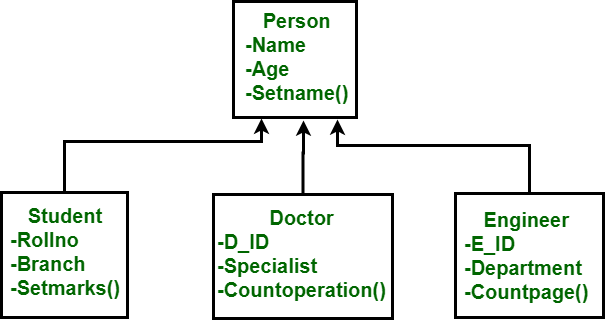 Person
-Name
-Age
-Setname()
Student
-Rollno
-Branch
-Setmarks()
Doctor
-D_ID
-Specialist
-Countoperation()
Engineer
-E_ID
-Department
-Countpage()